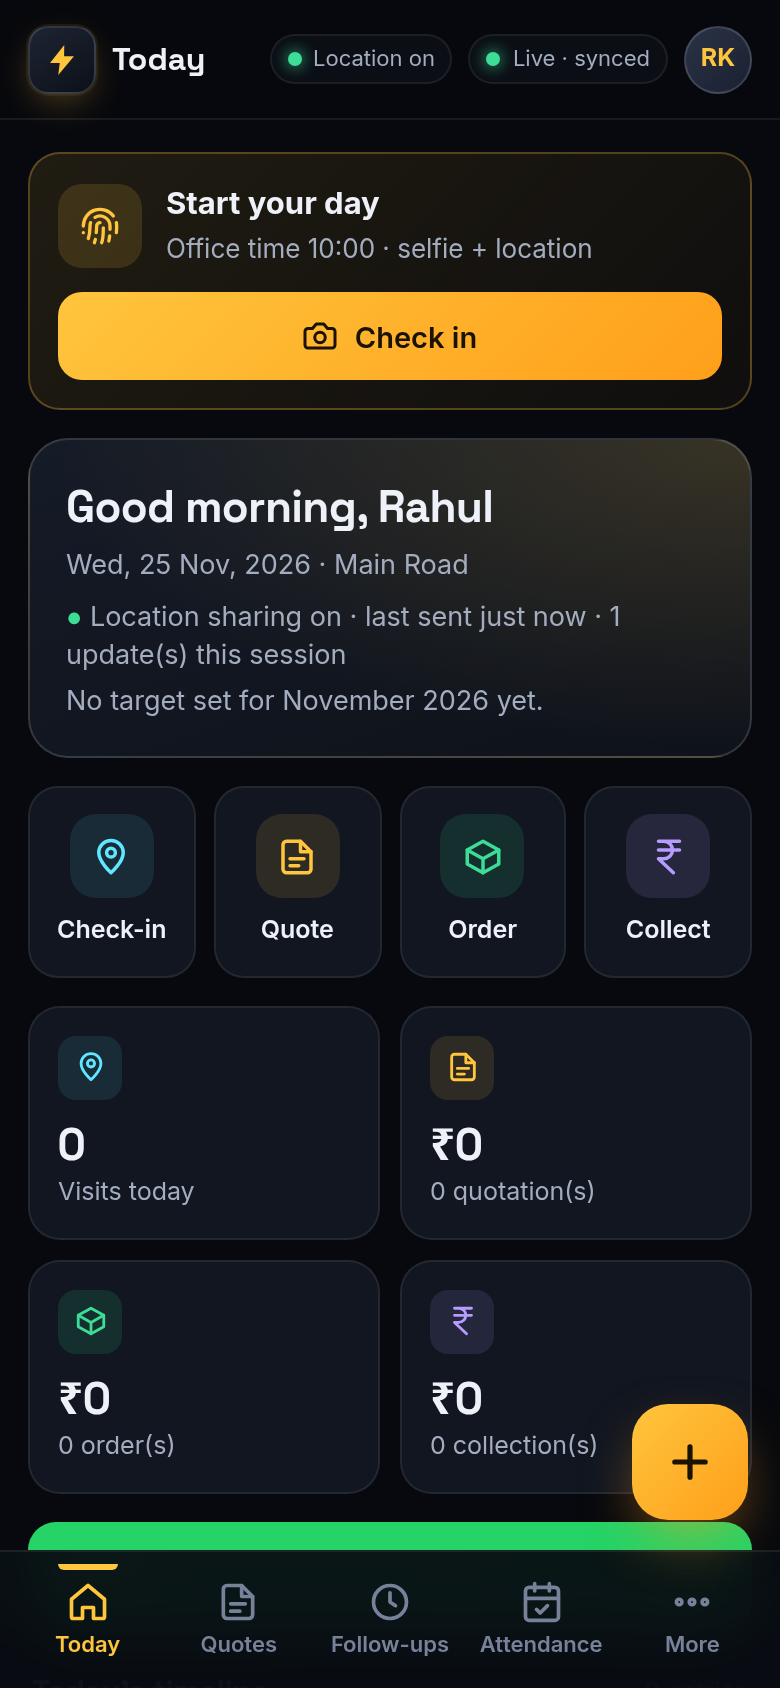 Today
Location on
Live · synced
RK
Start your day
Office time 10:00 · selfie + location
Check in
Good morning, Rahul
Wed, 25 Nov, 2026 · Main Road
● Location sharing on · last sent just now · 1
update(s) this session
No target set for November 2026 yet.
Check-in
Quote
Order
Collect
0
Visits today
₹0
0 quotation(s)
₹0
0 order(s)
₹0
0 collection(s)
Today
Quotes
Follow-ups
Attendance
More